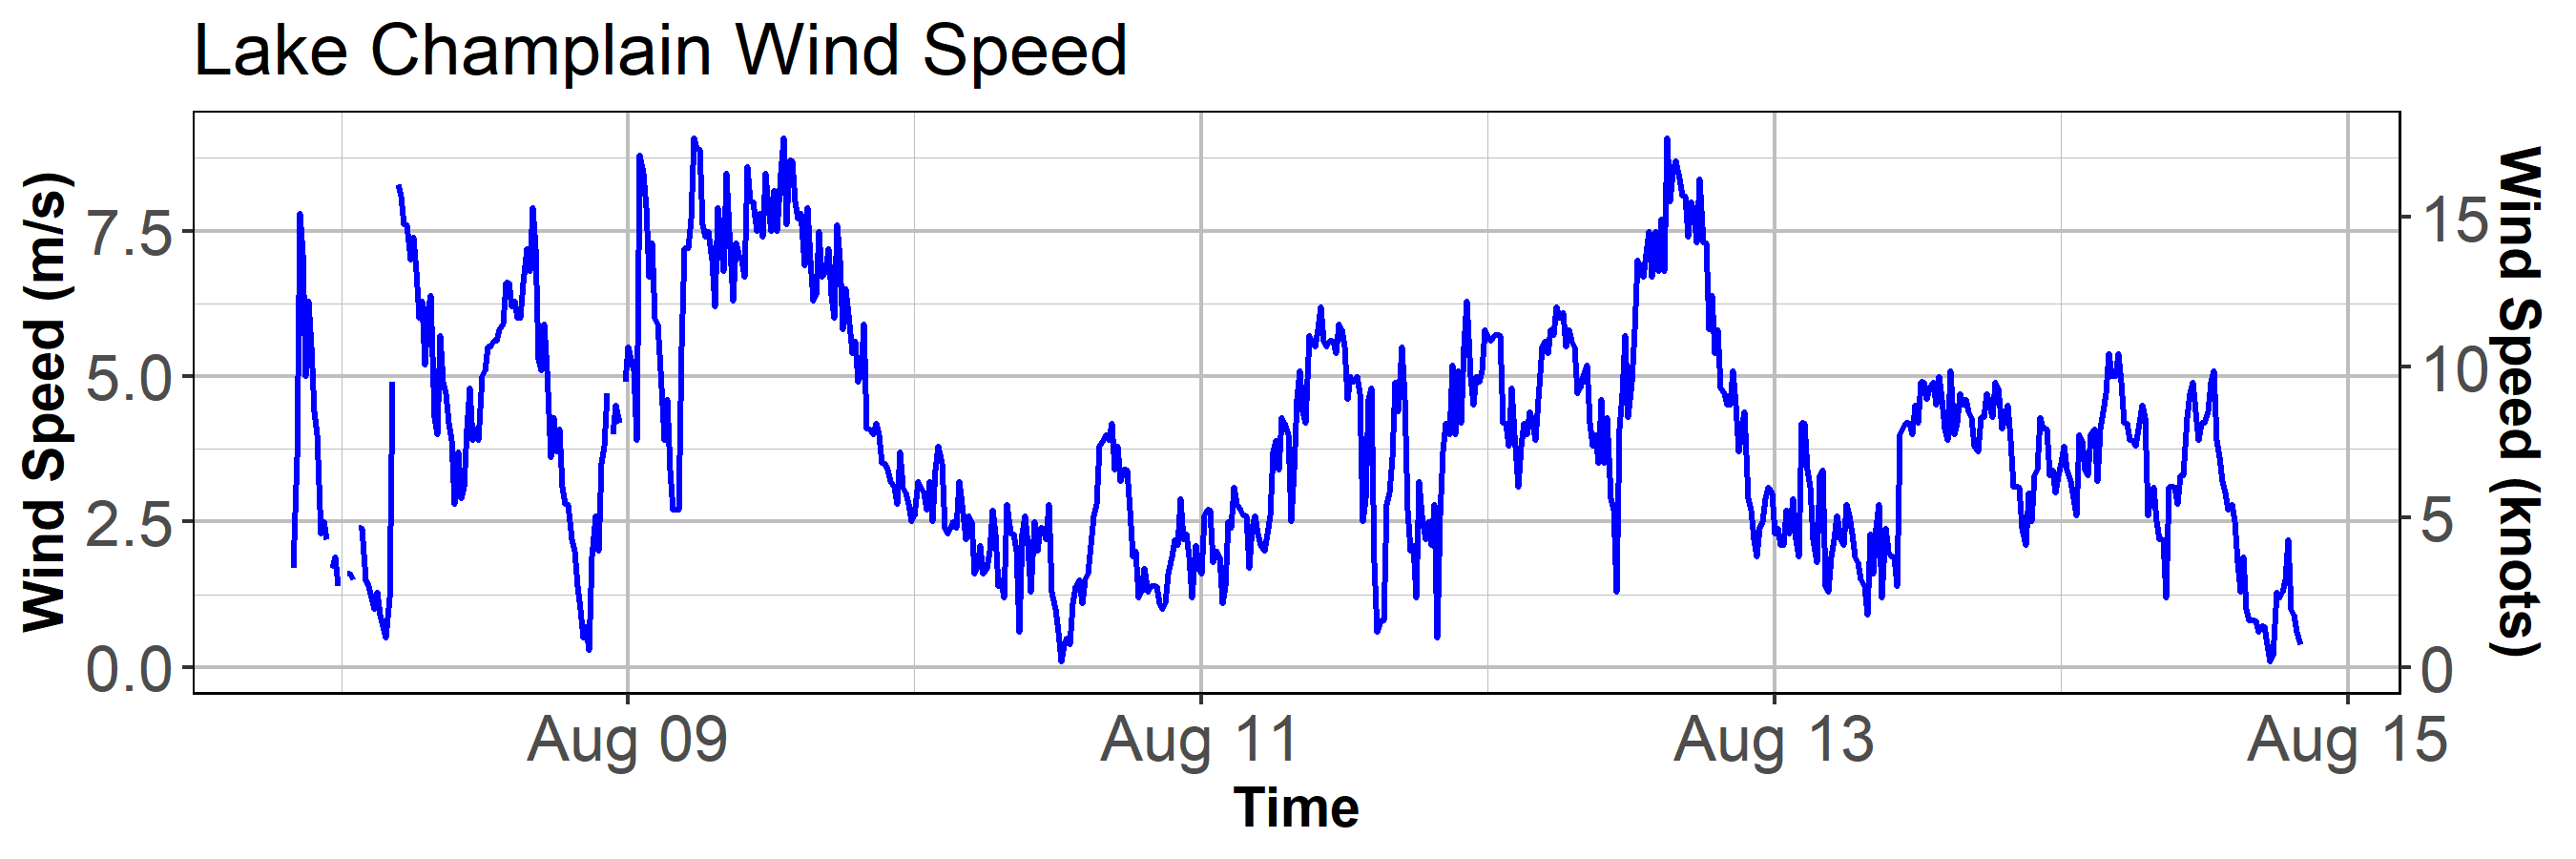 Lake Champlain Wind Speed
Wind Speed (m/s)
7.5
5.0
2.5
0.0
15
10
5
0
Wind Speed (knots)
Aug 09
Aug 11
Aug 13
Aug 15
Time